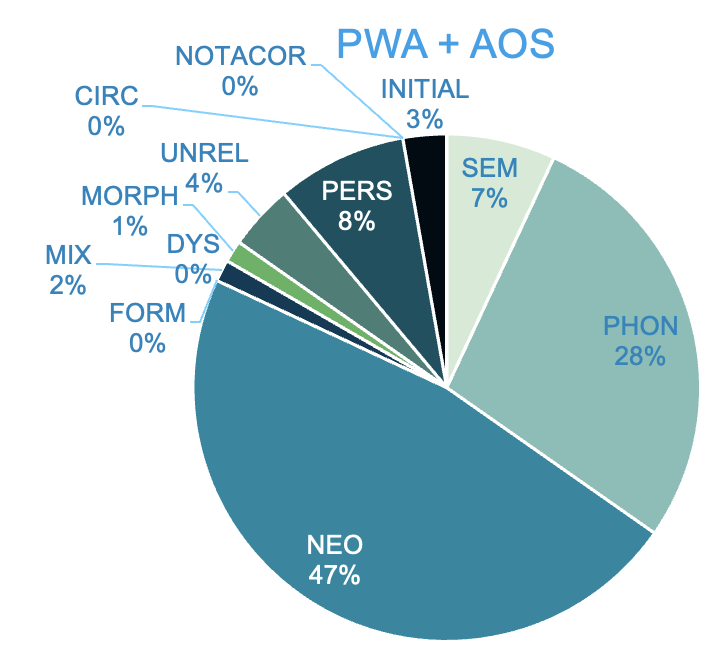 PWA + AOS
NOTACOR
0%
INITIAL
3%
CIRC
0%
UNREL
4%
SEM
7%
PERS
8%
MORPH
1%
DYS
0%
MIX
2%
FORM
0%
PHON
28%
NEO
47%